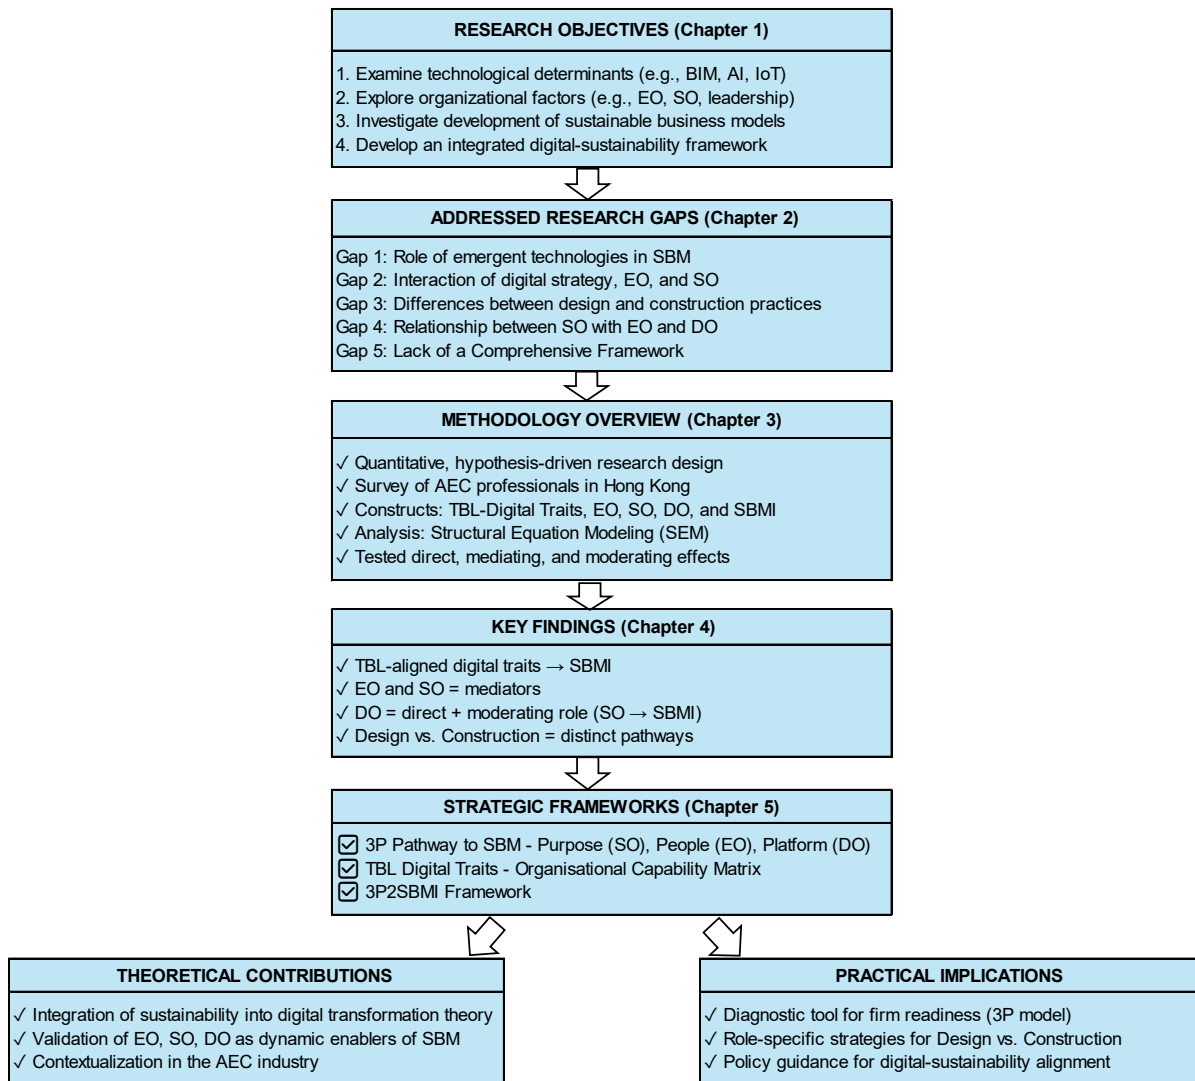 RESEARCH OBJECTIVES (Chapter 1)
1. Examine technological determinants (e.g., BIM, AI, IoT)
2. Explore organizational factors (e.g., EO, SO, leadership)
3. Investigate development of sustainable business models
4. Develop an integrated digital-sustainability framework
ADDRESSED RESEARCH GAPS (Chapter 2)
Gap 1: Role of emergent technologies in SBM
Gap 2: Interaction of digital strategy, EO, and SO
Gap 3: Differences between design and construction practices
Gap 4: Relationship between SO with EO and DO
Gap 5: Lack of a Comprehensive Framework
METHODOLOGY OVERVIEW (Chapter 3)
✓ Quantitative, hypothesis-driven research design
✓ Survey of AEC professionals in Hong Kong
✓ Constructs: TBL-Digital Traits, EO, SO, DO, and SBMI
✓ Analysis: Structural Equation Modeling (SEM)
✓ Tested direct, mediating, and moderating effects
KEY FINDINGS (Chapter 4)
✓ TBL-aligned digital traits → SBMI
✓ EO and SO = mediators
✓ DO = direct + moderating role (SO → SBMI)
✓ Design vs. Construction = distinct pathways
STRATEGIC FRAMEWORKS (Chapter 5)
☑ 3P Pathway to SBM - Purpose (SO), People (EO), Platform (DO)
☑ TBL Digital Traits - Organisational Capability Matrix
☑ 3P2SBMI Framework
THEORETICAL CONTRIBUTIONS
✓ Integration of sustainability into digital transformation theory
✓ Validation of EO, SO, DO as dynamic enablers of SBM
✓ Contextualization in the AEC industry
PRACTICAL IMPLICATIONS
✓ Diagnostic tool for firm readiness (3P model)
✓ Role-specific strategies for Design vs. Construction
✓ Policy guidance for digital-sustainability alignment